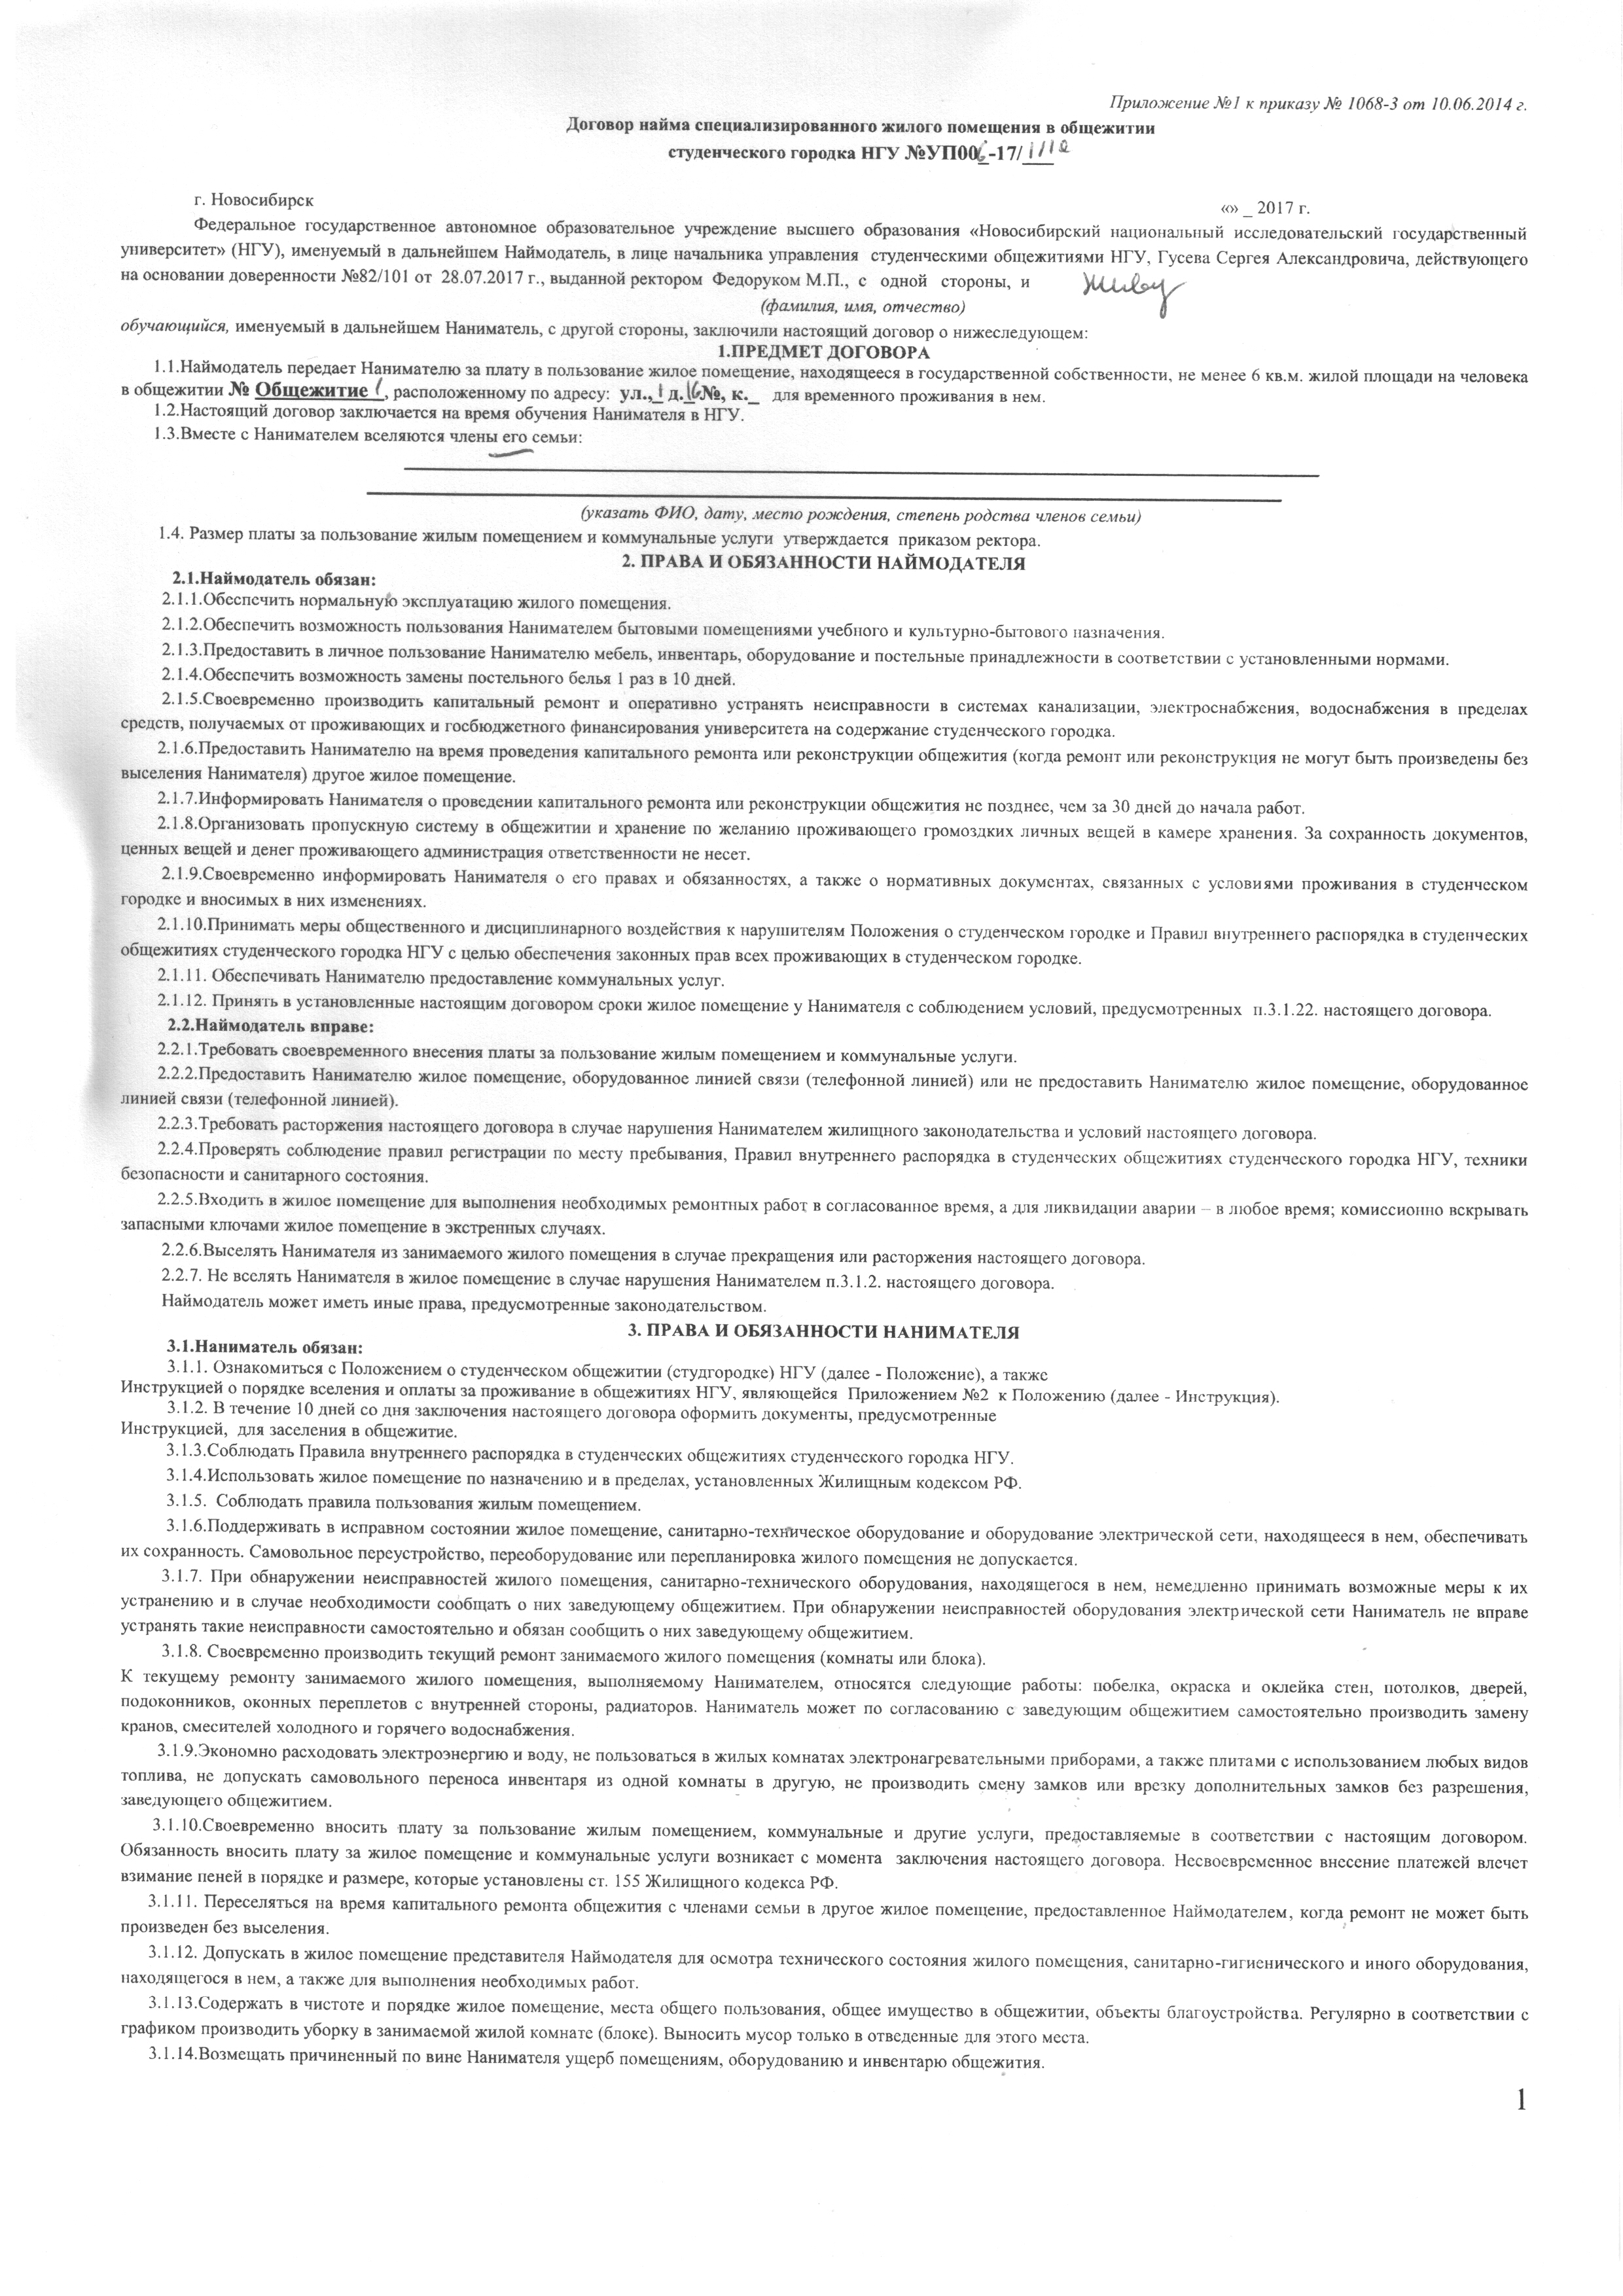 Приложение №1 к приказу № 1068-3 от 10.06.2014 г.
Договор найма специализированного жилого помещения в общежитии
студенческого городка НГУ №УП006-17/
г. Новосибирск
«» _ 2017 г.
Федеральное государственное автономное образовательное учреждение высшего образования «Новосибирский национальный исследовательский государственный
университет» (НГУ), именуемый в дальнейшем Наймодатель, в лице начальника управления студенческими общежитиями НГУ, Гусева Сергея Александровича, действующего
на основании доверенности №82/101 от 28.07.2017 г., выданной ректором Федоруком М.П., с одной стороны, и
(фамилия, имя, отчество)
обучающийся, именуемый в дальнейшем Наниматель, с другой стороны, заключили настоящий договор о нижеследующем:
1.ПРЕДМЕТ ДОГОВОРА
1.1.Наймодатель передает Нанимателю за плату в пользование жилое помещение, находящееся в государственной собственности, не менее 6 кв.м. жилой площади на человека
в общежитии № Общежитие 1, расположенному по адресу: ул.,_ д.16№, к._ для временного проживания в нем.
1.2.Настоящий договор заключается на время обучения Нанимателя в НГУ.
1.3.Вместе с Нанимателем вселяются члены его семьи:
(указать ФИО, дату, место рождения, степень родства членов семьи)
1.4. Размер платы за пользование жилым помещением и коммунальные услуги утверждается приказом ректора.
2. ПРАВА И ОБЯЗАННОСТИ НАЙМОДАТЕЛЯ
2.1.Наймодатель обязан:
2.1.1.Обеспечить нормальную эксплуатацию жилого помещения.
2.1.2.Обеспечить возможность пользования Нанимателем бытовыми помещениями учебного и культурно-бытового назначения.
2.1.3.Предоставить в личное пользование Нанимателю мебель, инвентарь, оборудование и постельные принадлежности в соответствии с установленными нормами.
2.1.4.Обеспечить возможность замены постельного белья 1 раз в 10 дней.
2.1.5.Своевременно производить капитальный ремонт и оперативно устранять неисправности в системах канализации, электроснабжения, водоснабжения в пределах
средств, получаемых от проживающих и госбюджетного финансирования университета на содержание студенческого городка.
2.1.6.Предоставить Нанимателю на время проведения капитального ремонта или реконструкции общежития (когда ремонт или реконструкция не могут быть произведены без
выселения Нанимателя) другое жилое помещение.
2.1.7.Информировать Нанимателя о проведении капитального ремонта или реконструкции общежития не позднее, чем за 30 дней до начала работ.
2.1.8.Организовать пропускную систему в общежитии и хранение по желанию проживающего громоздких личных вещей в камере хранения. За сохранность документов,
ценных вещей и денег проживающего администрация ответственности не несет.
2.1.9.Своевременно информировать Нанимателя о его правах и обязанностях, а также о нормативных документах, связанных с условиями проживания в студенческом
городке и вносимых в них изменениях.
2.1.10.Принимать меры общественного и дисциплинарного воздействия к нарушителям Положения о студенческом городке и Правил внутреннего распорядка в студенческих
общежитиях студенческого городка НГУ с целью обеспечения законных прав всех проживающих в студенческом городке.
2.1.11. Обеспечивать Нанимателю предоставление коммунальных услуг.
2.1.12. Принять в установленные настоящим договором сроки жилое помещение у Нанимателя с соблюдением условий, предусмотренных п.3.1.22. настоящего договора.
2.2.Наймодатель вправе:
2.2.1.Требовать своевременного внесения платы за пользование жилым помещением и коммунальные услуги.
2.2.2.Предоставить Нанимателю жилое помещение, оборудованное линией связи (телефонной линией) или не предоставить Нанимателю жилое помещение, оборудованное
линией связи (телефонной линией).
2.2.3.Требовать расторжения настоящего договора в случае нарушения Нанимателем жилищного законодательства и условий настоящего договора.
2.2.4.Проверять соблюдение правил регистрации по месту пребывания, Правил внутреннего распорядка в студенческих общежитиях студенческого городка НГУ, техники
безопасности и санитарного состояния.
2.2.5.Входить в жилое помещение для выполнения необходимых ремонтных работ в согласованное время, а для ликвидации аварии – в любое время; комиссионно вскрывать
запасными ключами жилое помещение в экстренных случаях.
2.2.6.Выселять Нанимателя из занимаемого жилого помещения в случае прекращения или расторжения настоящего договора.
2.2.7. Не вселять Нанимателя в жилое помещение в случае нарушения Нанимателем п.3.1.2. настоящего договора.
Наймодатель может иметь иные права, предусмотренные законодательством.
3. ПРАВА И ОБЯЗАННОСТИ НАНИМАТЕЛЯ
3.1.Наниматель обязан:
3.1.1. Ознакомиться с Положением о студенческом общежитии (студгородке) НГУ (далее - Положение), а также
Инструкцией о порядке вселения и оплаты за проживание в общежитиях НГУ, являющейся Приложением №2 к Положению (далее - Инструкция).
3.1.2. В течение 10 дней со дня заключения настоящего договора оформить документы, предусмотренные
Инструкцией, для заселения в общежитие.
3.1.3.Соблюдать Правила внутреннего распорядка в студенческих общежитиях студенческого городка НГУ.
3.1.4.Использовать жилое помещение по назначению и в пределах, установленных Жилищным кодексом РФ.
3.1.5. Соблюдать правила пользования жилым помещением.
3.1.6.Поддерживать в исправном состоянии жилое помещение, санитарно-техническое оборудование и оборудование электрической сети, находящееся в нем, обеспечивать
их сохранность. Самовольное переустройство, переоборудование или перепланировка жилого помещения не допускается.
3.1.7. При обнаружении неисправностей жилого помещения, санитарно-технического оборудования, находящегося в нем, немедленно принимать возможные меры к их
устранению и в случае необходимости сообщать о них заведующему общежитием. При обнаружении неисправностей оборудования электрической сети Наниматель не вправе
устранять такие неисправности самостоятельно и обязан сообщить о них заведующему общежитием.
3.1.8. Своевременно производить текущий ремонт занимаемого жилого помещения (комнаты или блока).
К текущему ремонту занимаемого жилого помещения, выполняемому Нанимателем, относятся следующие работы: побелка, окраска и оклейка стен, потолков, дверей,
подоконников, оконных переплетов с внутренней стороны, радиаторов. Наниматель может по согласованию с заведующим общежитием самостоятельно производить замену
кранов, смесителей холодного и горячего водоснабжения.
3.1.9.Экономно расходовать электроэнергию и воду, не пользоваться в жилых комнатах электронагревательными приборами, а также плитами с использованием любых видов
топлива, не допускать самовольного переноса инвентаря из одной комнаты в другую, не производить смену замков или врезку дополнительных замков без разрешения,
заведующего общежитием.
3.1.10.Своевременно вносить плату за пользование жилым помещением, коммунальные и другие услуги, предоставляемые в соответствии с настоящим договором.
Обязанность вносить плату за жилое помещение и коммунальные услуги возникает с момента заключения настоящего договора. Несвоевременное внесение платежей влечет
взимание пеней в порядке и размере, которые установлены ст. 155 Жилищного кодекса РФ.
3.1.11. Переселяться на время капитального ремонта общежития с членами семьи в другое жилое помещение, предоставленное Наймодателем, когда ремонт не может быть
произведен без выселения.
3.1.12. Допускать в жилое помещение представителя Наймодателя для осмотра технического состояния жилого помещения, санитарно-гигиенического и иного оборудования,
находящегося в нем, а также для выполнения необходимых работ.
3.1.13.Содержать в чистоте и порядке жилое помещение, места общего пользования, общее имущество в общежитии, объекты благоустройства. Регулярно в соответствии с
графиком производить уборку в занимаемой жилой комнате (блоке). Выносить мусор только в отведенные для этого места.
3.1.14.Возмещать причиненный по вине Нанимателя ущерб помещениям, оборудованию и инвентарю общежития.
1